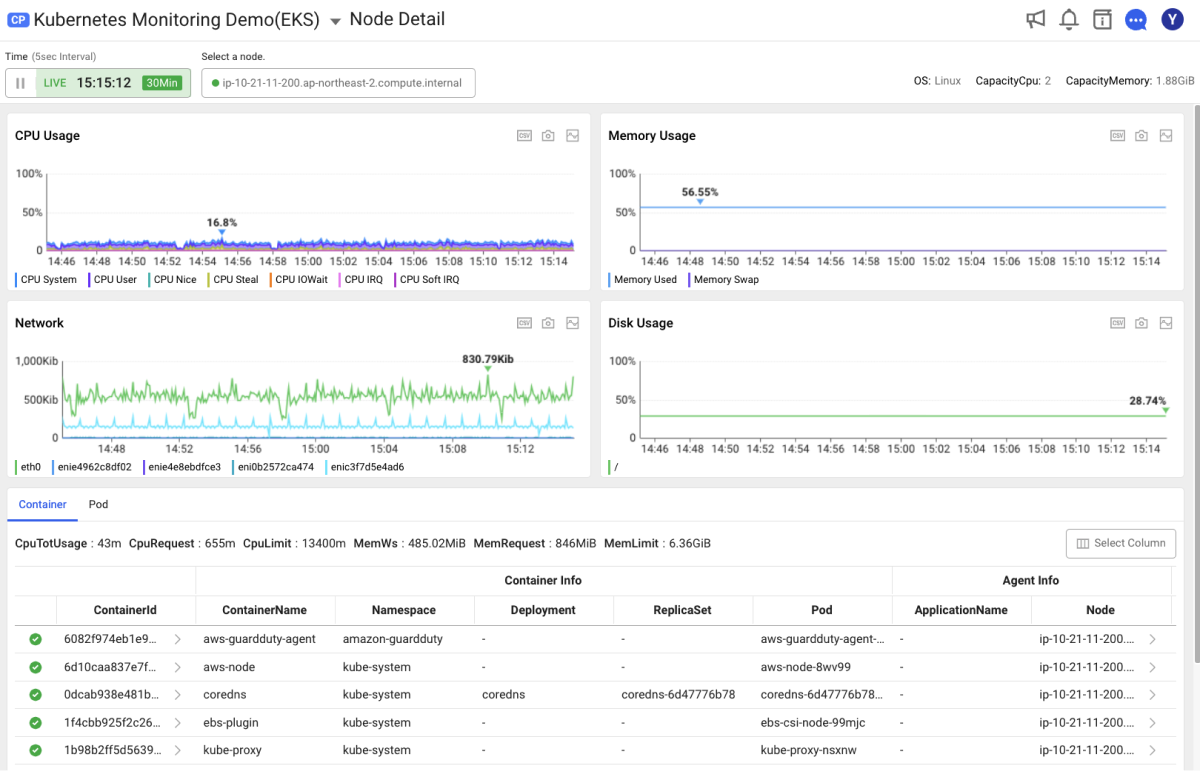 CP Kubernetes Monitoring Demo(EKS) Node Detail
Y
Time (5sec Interval)
Select a node.
LIVE 15:15:12 30Min
ip-10-21-11-200.ap-northeast-2.compute.internal
OS: Linux CapacityCpu: 2 CapacityMemory: 1.88GiB
CPU Usage
CSV
100%
50%
0
16.8%
14:46 14:48 14:50 14:52 14:54 14:56 14:58 15:00 15:02 15:04 15:06 15:08 15:10 15:12 15:14
CPU System CPU User CPU Nice CPU Steal CPU IOWait CPU IRQ CPU Soft IRQ
Memory Usage
CSV
100%
50%
0
56.55%
14:46 14:48 14:50 14:52 14:54 14:56 14:58 15:00 15:02 15:04 15:06 15:08 15:10 15:12 15:14
Memory Used Memory Swap
Network
CSV
1,000Kib
500Kib
0
830.79Kib
14:48 14:52 14:56 15:00 15:04 15:08 15:12
eth0 enie4962c8df02 enie4e8ebdfce3 eni0b2572ca474 enic3f7d5e4ad6
Disk Usage
CSV
100%
50%
0
28.74%
14:46 14:48 14:50 14:52 14:54 14:56 14:58 15:00 15:02 15:04 15:06 15:08 15:10 15:12 15:14
/
Container Pod
CpuTotUsage : 43m CpuRequest : 655m CpuLimit : 13400m MemWs : 485.02MiB MemRequest : 846MiB MemLimit : 6.36GiB
Select Column
Container Info Agent Info
ContainerId ContainerName Namespace Deployment ReplicaSet Pod ApplicationName Node
6082f974eb1e9... aws-guardduty-agent amazon-guardduty - - aws-guardduty-agent-... - ip-10-21-11-200....
6d10caa837e7f... aws-node kube-system - - aws-node-8wv99 - ip-10-21-11-200....
0dcab938e481b... coredns kube-system coredns coredns-6d47776b78 coredns-6d47776b78... - ip-10-21-11-200....
1f4cbb925f2c26... ebs-plugin kube-system - - ebs-csi-node-99mjc - ip-10-21-11-200....
1b98b2ff5d5639... kube-proxy kube-system - - kube-proxy-nsxnw - ip-10-21-11-200....